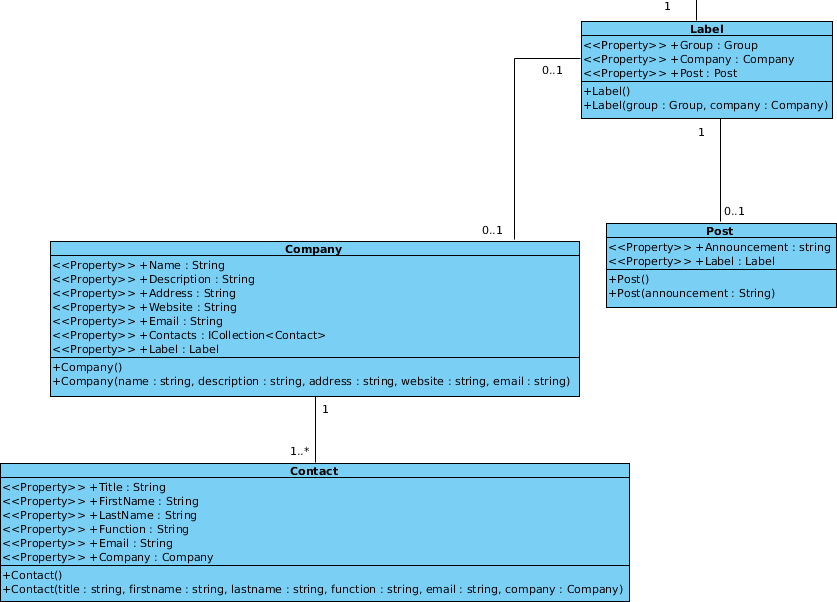 1
Label
<<Property>> +Group : Group
<<Property>> +Company : Company
<<Property>> +Post : Post
+Label()
+Label(group : Group, company : Company)
0..1
1
0..1
0..1
Post
<<Property>> +Announcement : string
<<Property>> +Label : Label
+Post()
+Post(announcement : String)
Company
<<Property>> +Name : String
<<Property>> +Description : String
<<Property>> +Address : String
<<Property>> +Website : String
<<Property>> +Email : String
<<Property>> +Contacts : ICollection<Contact>
<<Property>> +Label : Label
+Company()
+Company(name : string, description : string, address : string, website : string, email : string)
1
1..*
Contact
<<Property>> +Title : String
<<Property>> +FirstName : String
<<Property>> +LastName : String
<<Property>> +Function : String
<<Property>> +Email : String
<<Property>> +Company : Company
+Contact()
+Contact(title : string, firstname : string, lastname : string, function : string, email : string, company : Company)